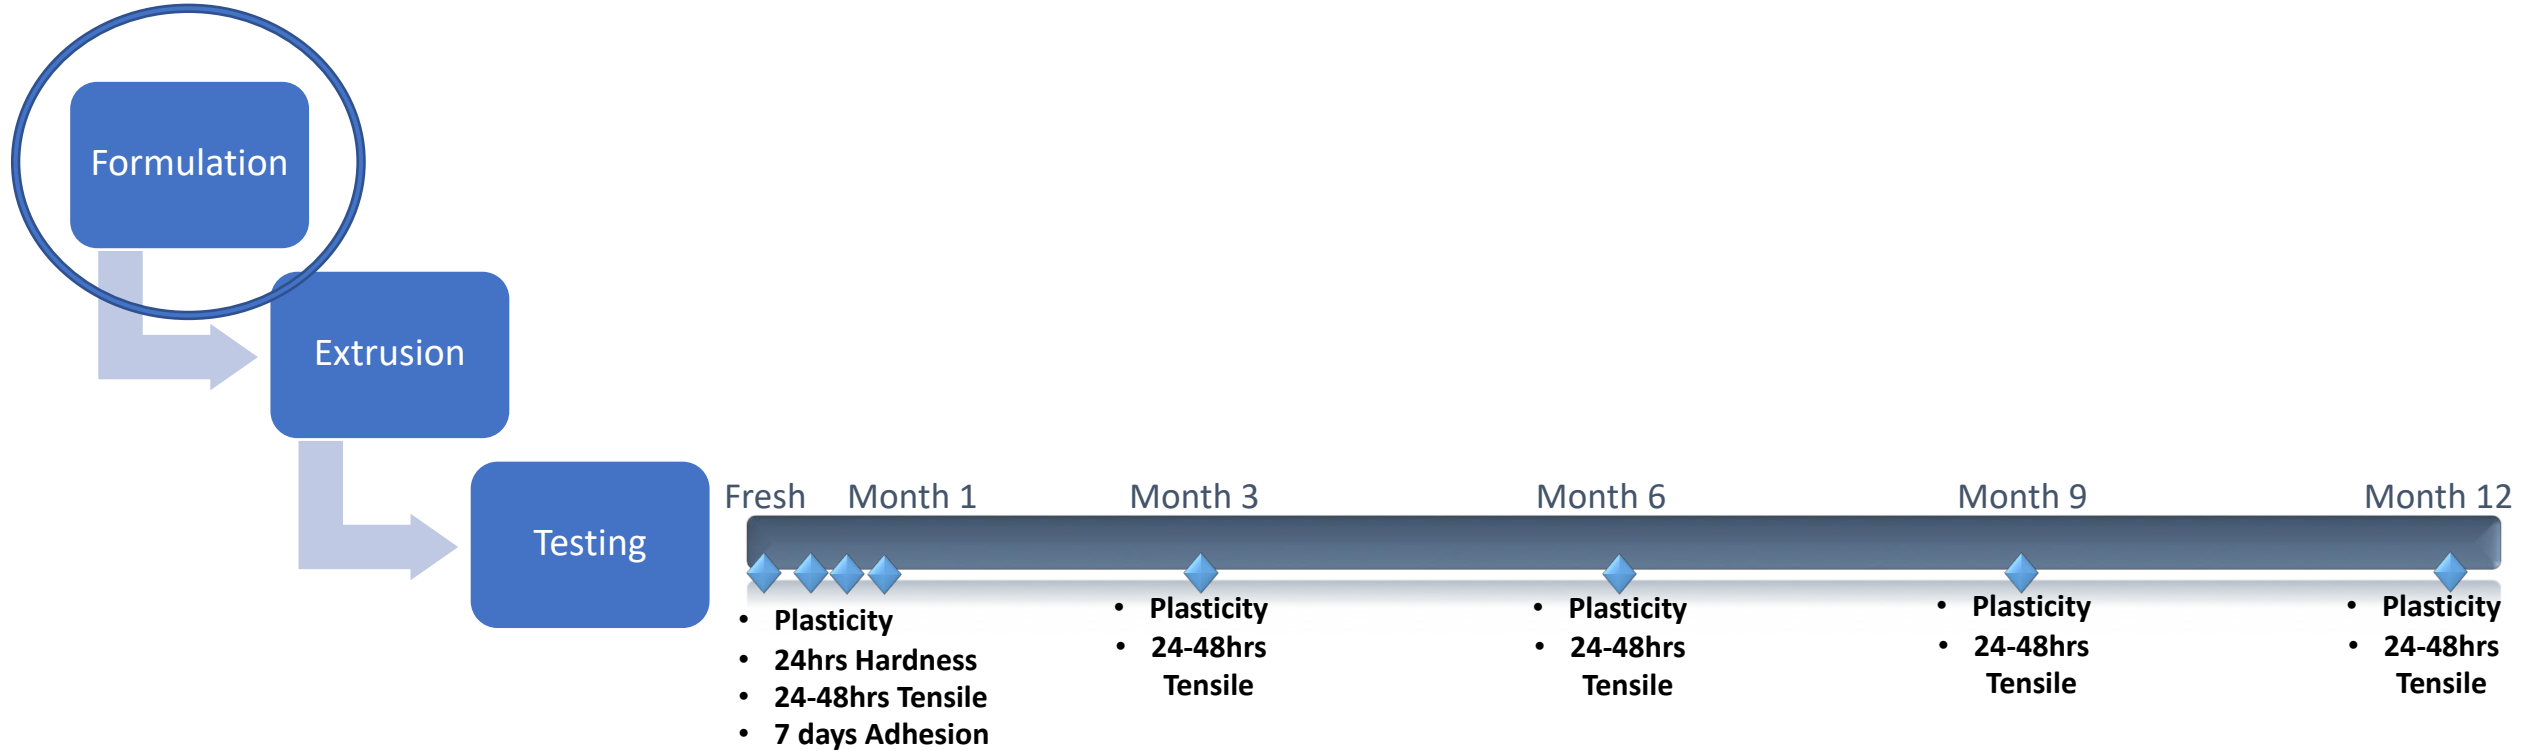 Formulation
Extrusion
Testing
Fresh
Month 1
Month 3
Month 6
Month 9
Month 12
• Plasticity
• 24hrs Hardness
• 24-48hrs Tensile
• 7 days Adhesion
• Plasticity
• 24-48hrs
Tensile
• Plasticity
• 24-48hrs
Tensile
• Plasticity
• 24-48hrs
Tensile
• Plasticity
• 24-48hrs
Tensile